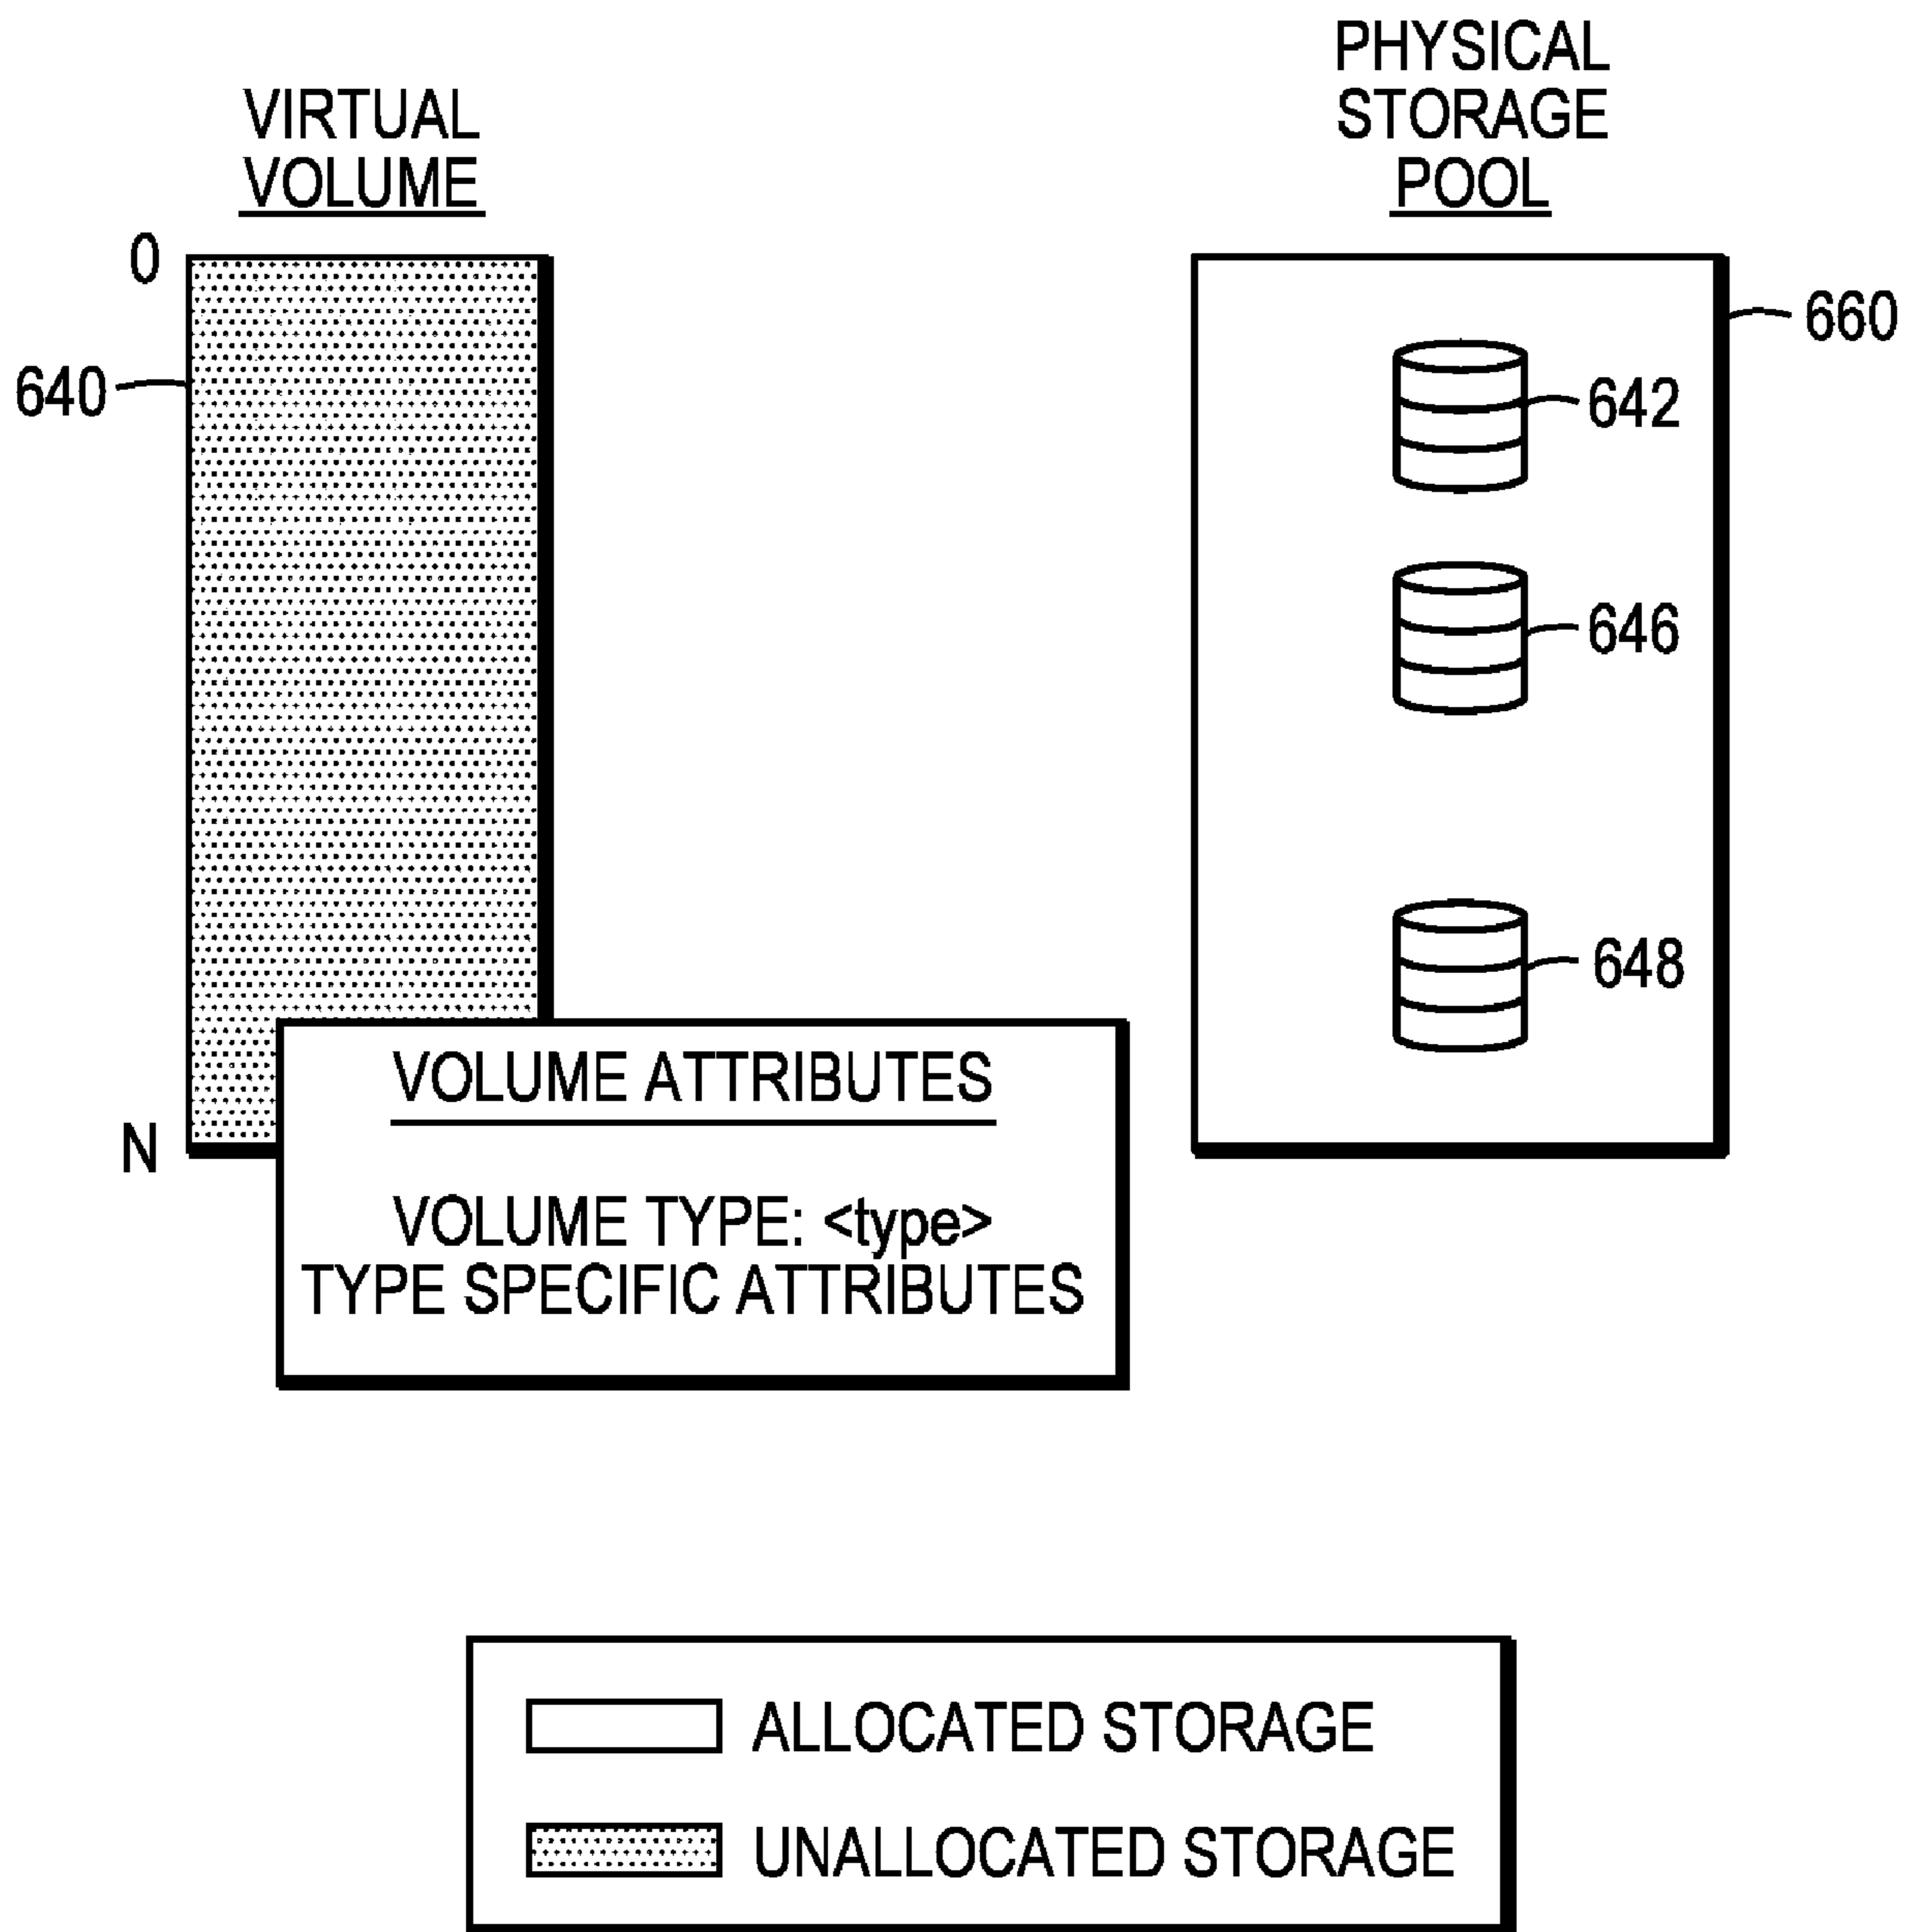 VIRTUAL
VOLUME
PHYSICAL
STORAGE
POOL
0
640
N
660
642
646
648
VOLUME ATTRIBUTES
VOLUME TYPE: <type>
TYPE SPECIFIC ATTRIBUTES
ALLOCATED STORAGE
UNALLOCATED STORAGE